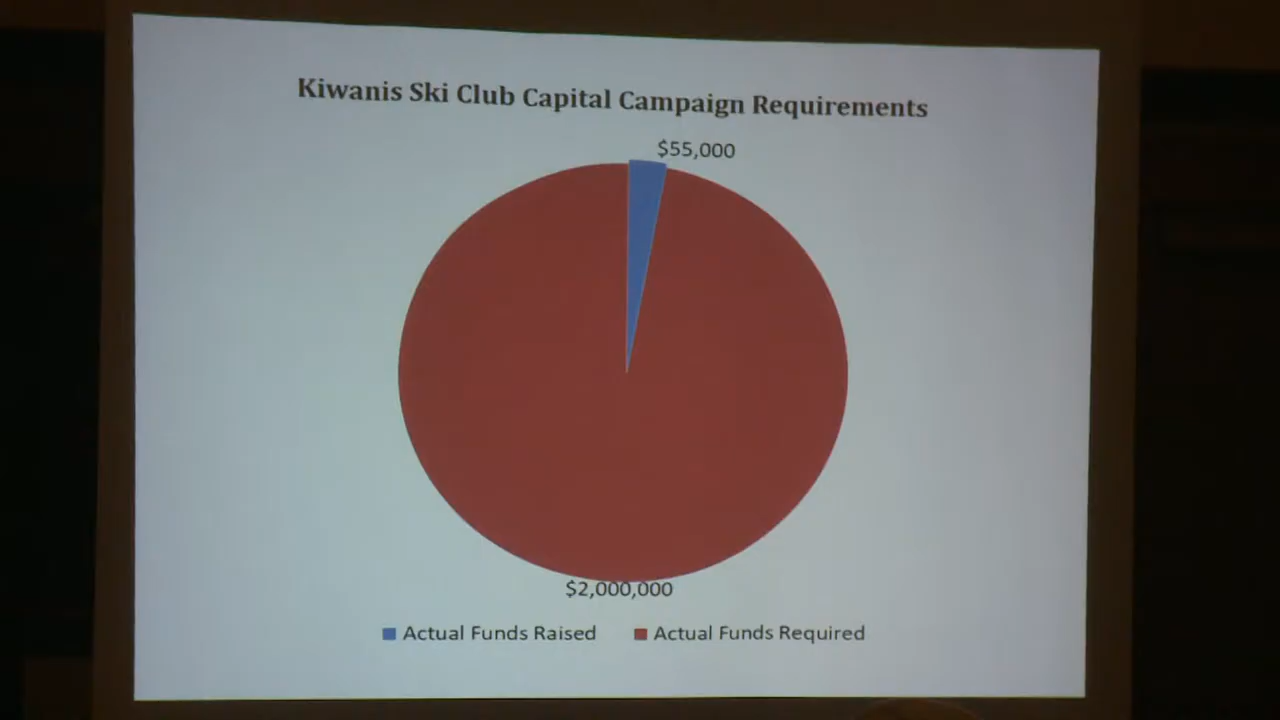 Kiwanis Ski Club Capital Campaign Requirements
$55,000
$2,000,000
Actual Funds Raised Actual Funds Required